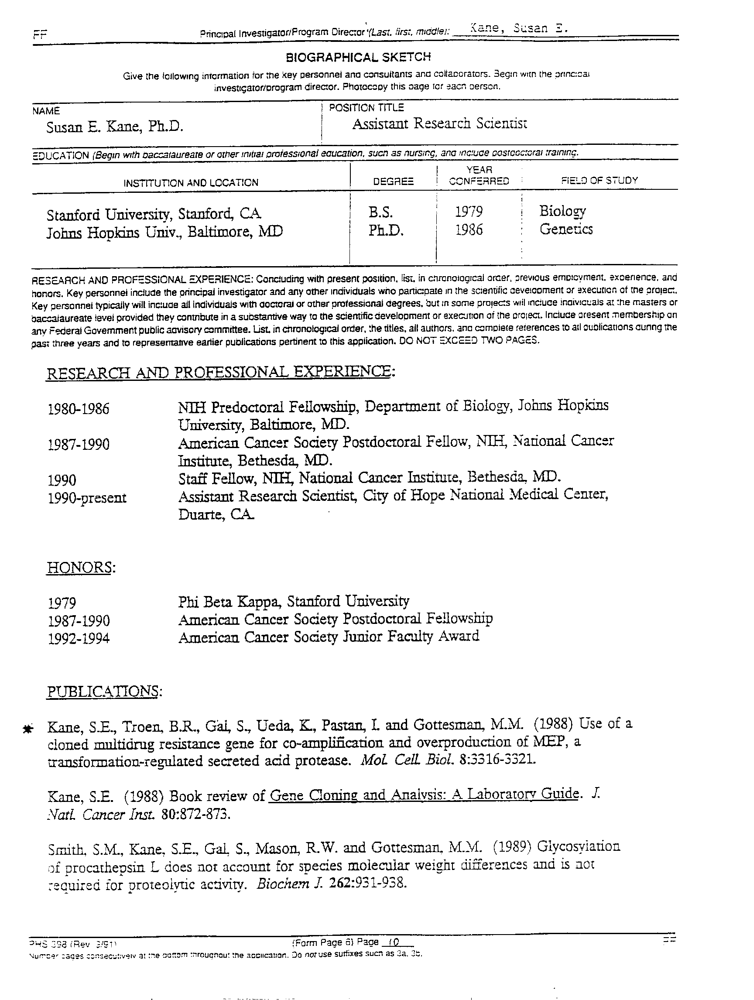 FF
Principal Investigator/Program Director (Last, first, middle): Kane, Susan E.
BIOGRAPHICAL SKETCH
Give the following information for the key personnel and consultants and collaborators. Begin with the principal
investigator/program director. Photocopy this page for each person.
NAME
POSITION TITLE
Susan E. Kane, Ph.D.
Assistant Research Scientist
EDUCATION (Begin with baccalaureate or other initial professional education, such as nursing, and include postdoctoral training.
INSTITUTION AND LOCATION
DEGREE
YEAR
CONFERRED
FIELD OF STUDY
Stanford University, Stanford, CA B.S. 1979 Biology
Johns Hopkins Univ., Baltimore, MD Ph.D. 1986 Genetics
RESEARCH AND PROFESSIONAL EXPERIENCE: Concluding with present position, list, in chronological order, previous employment, experience, and
honors. Key personnel include the principal investigator and any other individuals who participate in the scientific development or execution of the project.
Key personnel typically will include all individuals with doctoral or other professional degrees, but in some projects will include individuals at the masters or
baccalaureate level provided they contribute in a substantive way to the scientific development or execution of the project. Include present membership on
any Federal Government public advisory committee. List, in chronological order, the titles, all authors, and complete references to all publications during the
past three years and to representative earlier publications pertinent to this application. DO NOT EXCEED TWO PAGES.
RESEARCH AND PROFESSIONAL EXPERIENCE:
1980-1986 NIH Predoctoral Fellowship, Department of Biology, Johns Hopkins
University, Baltimore, MD.
1987-1990 American Cancer Society Postdoctoral Fellow, NIH, National Cancer
Institute, Bethesda, MD.
1990 Staff Fellow, NIH, National Cancer Institute, Bethesda, MD.
1990-present Assistant Research Scientist, City of Hope National Medical Center,
Duarte, CA.
HONORS:
1979 Phi Beta Kappa, Stanford University
1987-1990 American Cancer Society Postdoctoral Fellowship
1992-1994 American Cancer Society Junior Faculty Award
PUBLICATIONS:
* Kane, S.E., Troen, B.R., Gal, S., Ueda, K., Pastan, I. and Gottesman, M.M. (1988) Use of a
cloned multidrug resistance gene for co-amplification and overproduction of MEP, a
transformation-regulated secreted acid protease. Mol. Cell. Biol. 8:3316-3321.
Kane, S.E. (1988) Book review of Gene Cloning and Analysis: A Laboratory Guide. J.
Natl. Cancer Inst. 80:872-873.
Smith, S.M., Kane, S.E., Gal, S., Mason, R.W. and Gottesman, M.M. (1989) Glycosylation
of procathepsin L does not account for species molecular weight differences and is not
required for proteolytic activity. Biochem J. 262:931-938.
PHS 398 (Rev. 9/91)
(Form Page 6) Page 10
FF
Number pages consecutively at the bottom throughout the application. Do not use suffixes such as 3a, 3b.